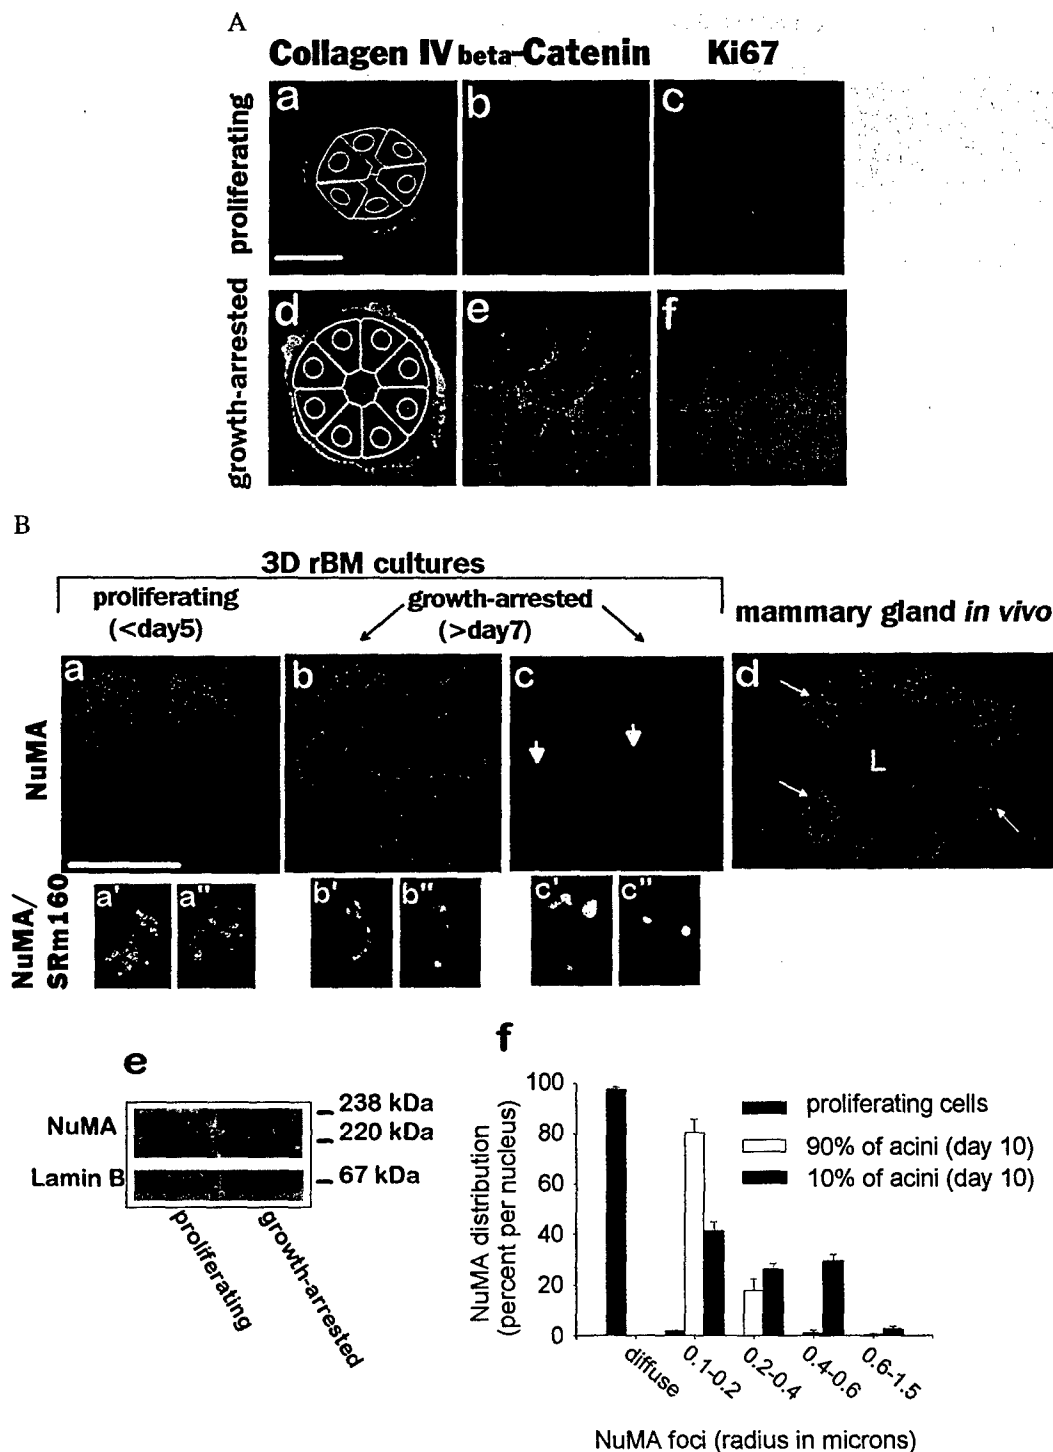 A
Collagen IV beta-Catenin Ki67
proliferating
a b c
growth-arrested
d e f
B
3D rBM cultures
proliferating
(<day5)
growth-arrested
(>day7)
mammary gland in vivo
NuMA
a b c d
L
NuMA/
SRm160
a' a" b' b" c' c"
e
NuMA
238 kDa
220 kDa
Lamin B
67 kDa
proliferating
growth-arrested
f
NuMA distribution
(percent per nucleus)
100
80
60
40
20
0
proliferating cells
90% of acini (day 10)
10% of acini (day 10)
diffuse
0.1-0.2
0.2-0.4
0.4-0.6
0.6-1.5
NuMA foci (radius in microns)